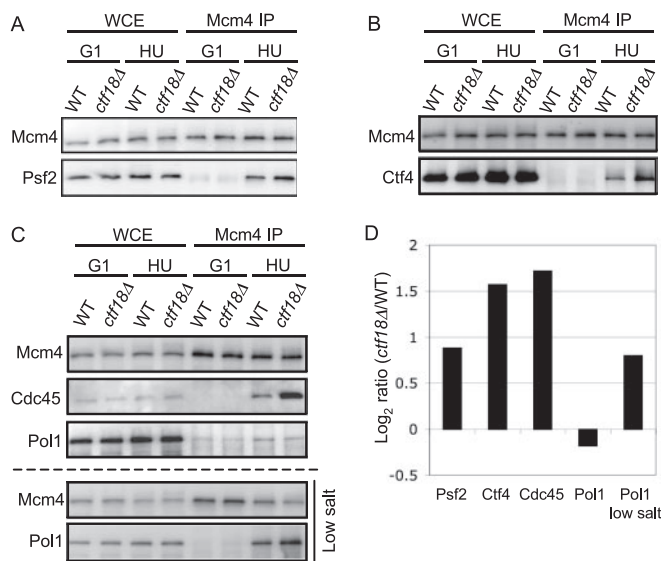 A
WCE Mcm4 IP
G1 HU G1 HU
WT ctf18Δ WT ctf18Δ WT ctf18Δ WT ctf18Δ
Mcm4
Psf2
B
WCE Mcm4 IP
G1 HU G1 HU
WT ctf18Δ WT ctf18Δ WT ctf18Δ WT ctf18Δ
Mcm4
Ctf4
C
WCE Mcm4 IP
G1 HU G1 HU
WT ctf18Δ WT ctf18Δ WT ctf18Δ WT ctf18Δ
Mcm4
Cdc45
Pol1
Mcm4
Pol1
Low salt
D
Log₂ ratio (ctf18Δ/WT)
2
1.5
1
0.5
0
-0.5
Psf2 Ctf4 Cdc45 Pol1 Pol1
low salt